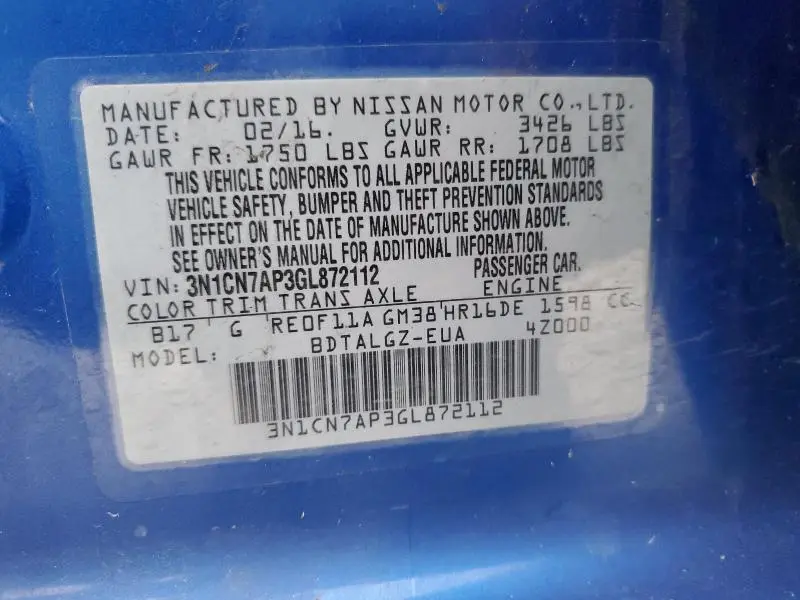 MANUFACTURED BY NISSAN MOTOR CO., LTD.
DATE: 02/16. GVWR: 3426 LBS
GAWR FR: 1750 LBS GAWR RR: 1708 LBS
THIS VEHICLE CONFORMS TO ALL APPLICABLE FEDERAL MOTOR
VEHICLE SAFETY, BUMPER AND THEFT PREVENTION STANDARDS
IN EFFECT ON THE DATE OF MANUFACTURE SHOWN ABOVE.
SEE OWNER'S MANUAL FOR ADDITIONAL INFORMATION.
VIN: 3N1CN7AP3GL872112 PASSENGER CAR.
COLOR TRIM TRANS AXLE ENGINE
B17 G RE0F11A GM38 HR16DE 1598 CC
MODEL: BDTALGZ-EUA 4Z000
3N1CN7AP3GL872112